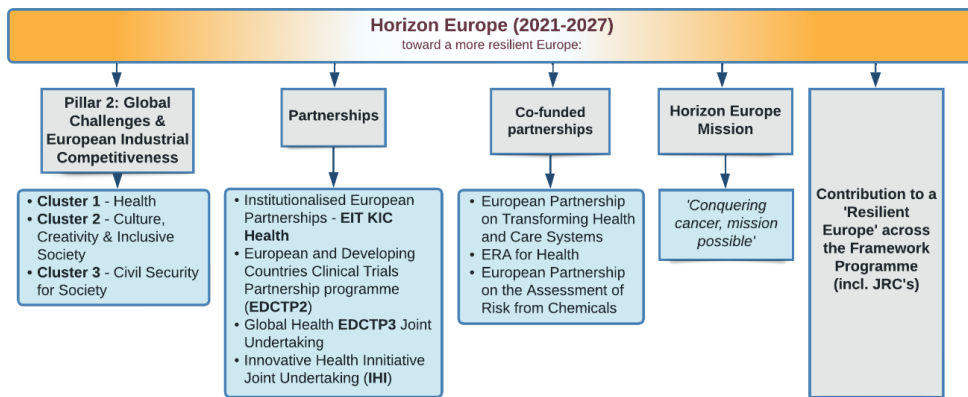 Horizon Europe (2021-2027)
toward a more resilient Europe:
Pillar 2: Global
Challenges &
European Industrial
Competitiveness
• Cluster 1 - Health
• Cluster 2 - Culture,
Creativity & Inclusive
Society
• Cluster 3 - Civil Security
for Society
Partnerships
• Institutionalised European
Partnerships - EIT KIC
Health
• European and Developing
Countries Clinical Trials
Partnership programme
(EDCTP2)
• Global Health EDCTP3 Joint
Undertaking
• Innovative Health Innitiative
Joint Undertaking (IHI)
Co-funded
partnerships
• European Partnership
on Transforming Health
and Care Systems
• ERA for Health
• European Partnership
on the Assessment of
Risk from Chemicals
Horizon Europe
Mission
'Conquering
cancer, mission
possible'
Contribution to a
'Resilient
Europe' across
the Framework
Programme
(incl. JRC's)